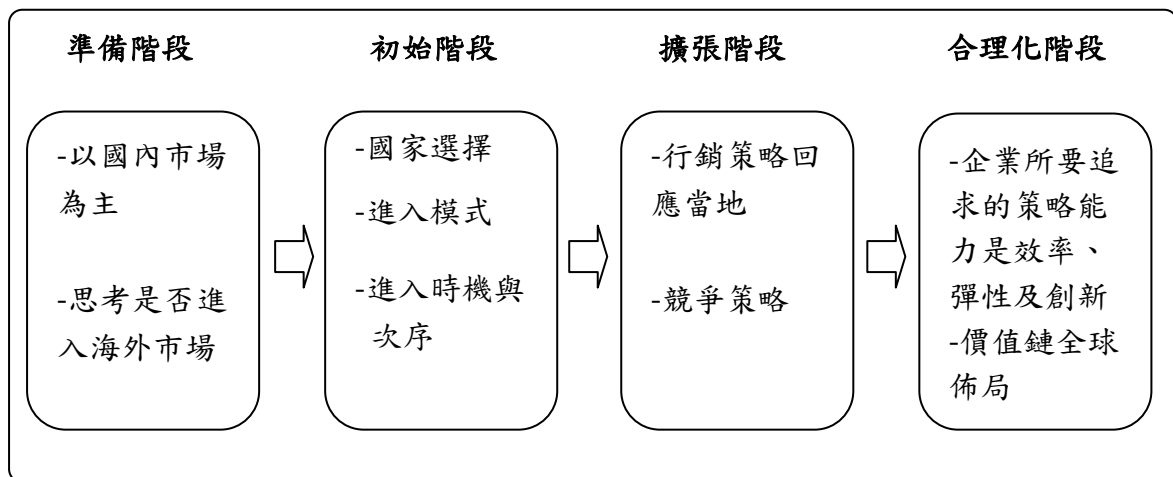 準備階段
-以國內市場
為主
-思考是否進
入海外市場
初始階段
-國家選擇
-進入模式
-進入時機與
次序
擴張階段
-行銷策略回
應當地
-競爭策略
合理化階段
-企業所要追
求的策略能
力是效率、
彈性及創新
-價值鏈全球
佈局